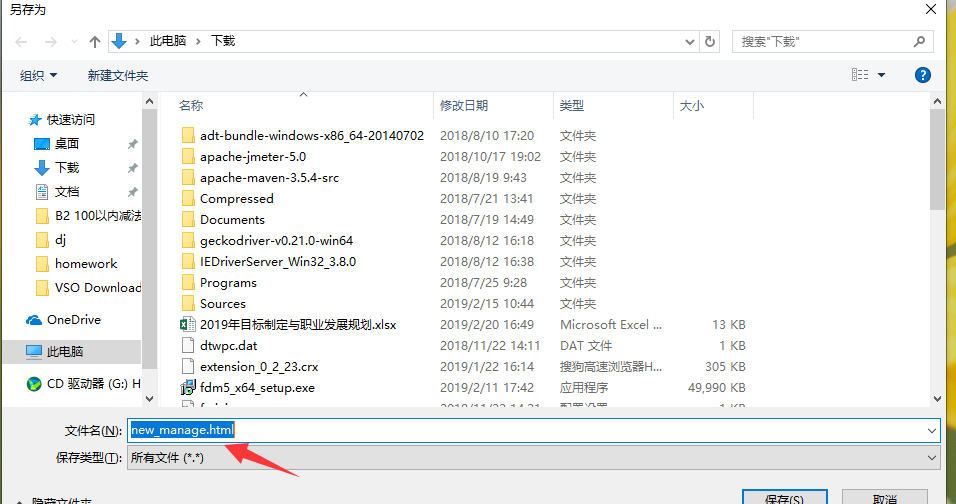 另存为
此电脑 › 下载
搜索"下载"
组织 新建文件夹
名称 修改日期 类型 大小
快速访问
桌面
下载
文档
B2 100以内减法
dj
homework
VSO Download
OneDrive
此电脑
CD 驱动器 (G:) H
adt-bundle-windows-x86_64-20140702 2018/8/10 17:20 文件夹
apache-jmeter-5.0 2018/10/17 19:02 文件夹
apache-maven-3.5.4-src 2018/8/19 9:43 文件夹
Compressed 2018/7/21 13:41 文件夹
Documents 2018/7/19 14:49 文件夹
geckodriver-v0.21.0-win64 2018/8/12 16:18 文件夹
IEDriverServer_Win32_3.8.0 2018/8/12 16:38 文件夹
Programs 2018/7/25 9:28 文件夹
Sources 2019/2/15 10:44 文件夹
2019年目标制定与职业发展规划.xlsx 2019/2/20 16:49 Microsoft Excel ... 13 KB
dtwpc.dat 2018/11/22 14:11 DAT 文件 1 KB
extension_0_2_23.crx 2019/1/22 16:14 搜狗高速浏览器H... 305 KB
fdm5_x64_setup.exe 2019/2/11 17:42 应用程序 49,990 KB
文件名(N): new_manage.html
保存类型(T): 所有文件 (*.*)
隐藏文件夹
保存(S) 取消